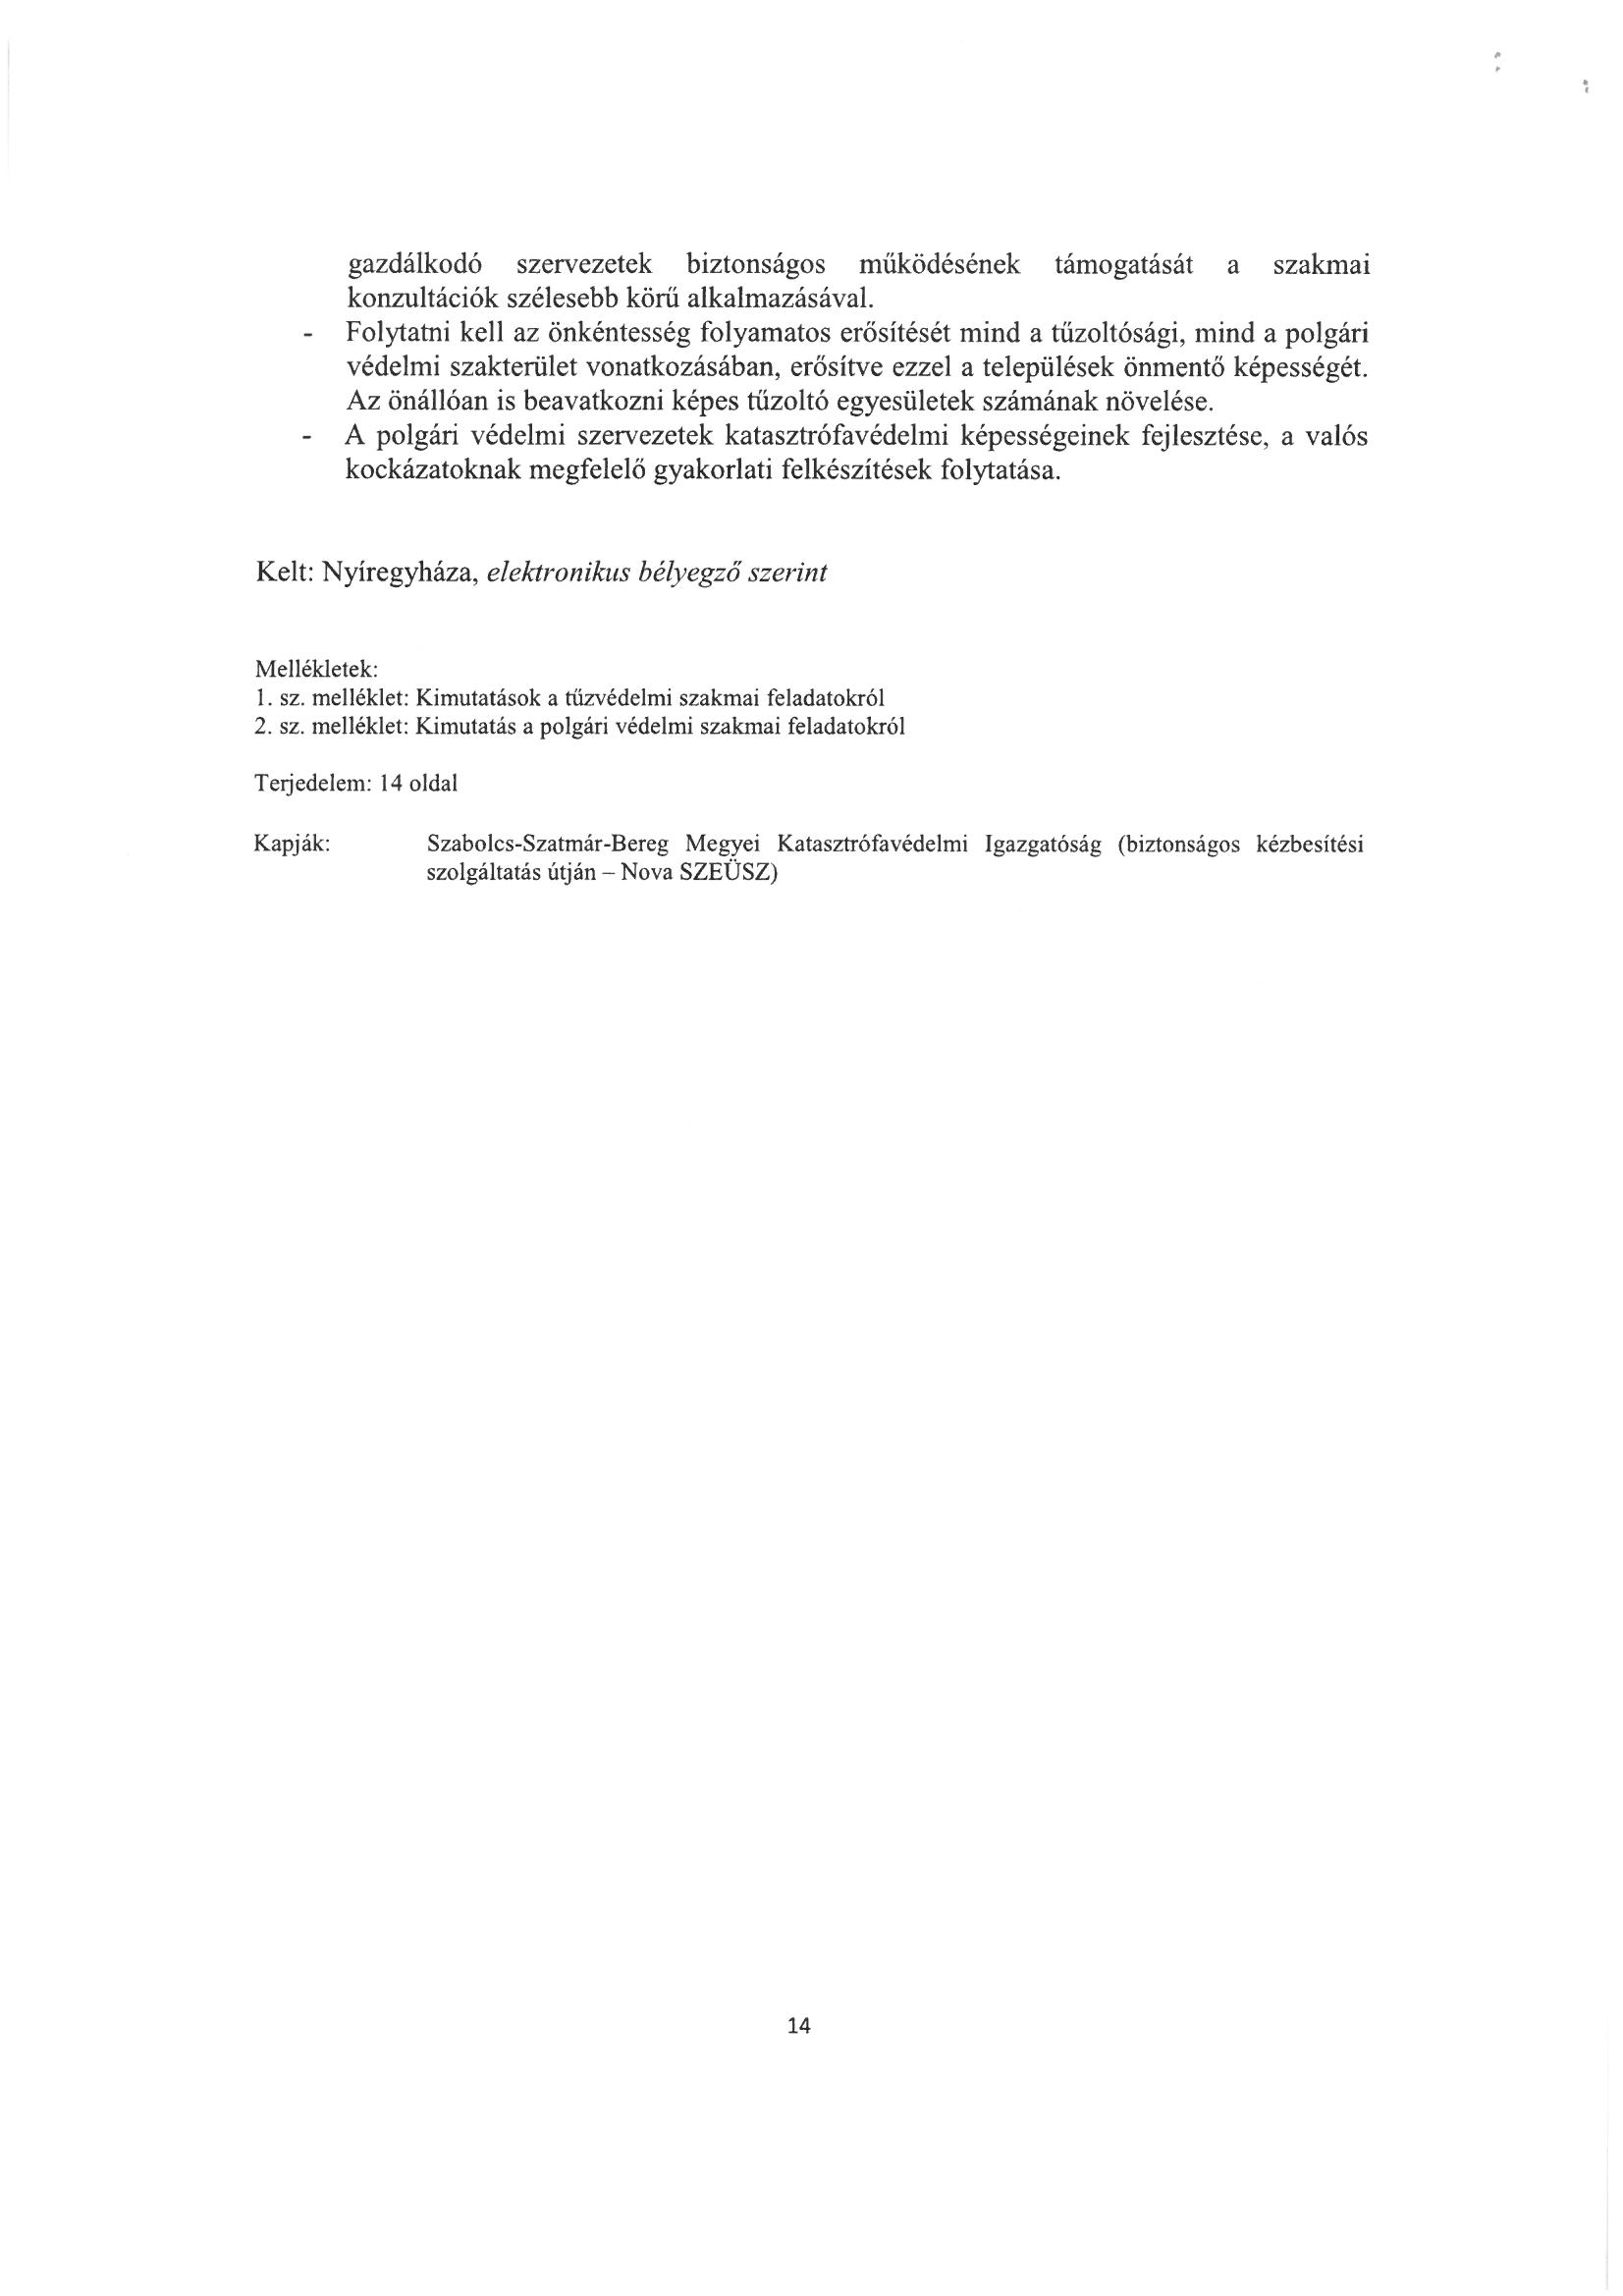 gazdálkodó szervezetek biztonságos működésének támogatását a szakmai
konzultációk szélesebb körű alkalmazásával.
- Folytatni kell az önkéntesség folyamatos erősítését mind a tűzoltósági, mind a polgári
védelmi szakterület vonatkozásában, erősítve ezzel a települések önmentő képességét.
Az önállóan is beavatkozni képes tűzoltó egyesületek számának növelése.
- A polgári védelmi szervezetek katasztrófavédelmi képességeinek fejlesztése, a valós
kockázatoknak megfelelő gyakorlati felkészítések folytatása.
Kelt: Nyíregyháza, elektronikus bélyegző szerint
Mellékletek:
1. sz. melléklet: Kimutatások a tűzvédelmi szakmai feladatokról
2. sz. melléklet: Kimutatás a polgári védelmi szakmai feladatokról
Terjedelem: 14 oldal
Kapják: Szabolcs-Szatmár-Bereg Megyei Katasztrófavédelmi Igazgatóság (biztonságos kézbesítési
szolgáltatás útján – Nova SZEÜSZ)
14